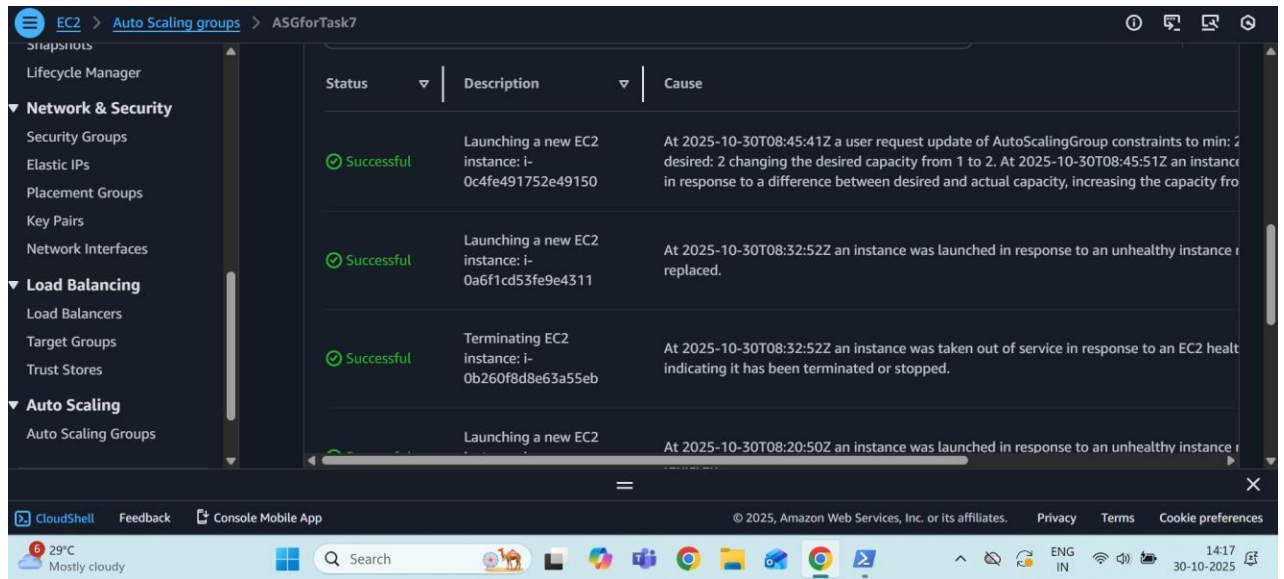 EC2 > Auto Scaling groups > ASGforTask7
Snapshots
Lifecycle Manager
Network & Security
Security Groups
Elastic IPs
Placement Groups
Key Pairs
Network Interfaces
Load Balancing
Load Balancers
Target Groups
Trust Stores
Auto Scaling
Auto Scaling Groups
Status Description Cause
Successful
Launching a new EC2
instance: i-
0c4fe491752e49150
At 2025-10-30T08:45:41Z a user request update of AutoScalingGroup constraints to min: 2
desired: 2 changing the desired capacity from 1 to 2. At 2025-10-30T08:45:51Z an instance
in response to a difference between desired and actual capacity, increasing the capacity fro
Successful
Launching a new EC2
instance: i-
0a6f1cd53fe9e4311
At 2025-10-30T08:32:52Z an instance was launched in response to an unhealthy instance
replaced.
Successful
Terminating EC2
instance: i-
0b260f8d8e63a55eb
At 2025-10-30T08:32:52Z an instance was taken out of service in response to an EC2 healt
indicating it has been terminated or stopped.
Launching a new EC2
At 2025-10-30T08:20:50Z an instance was launched in response to an unhealthy instance
CloudShell Feedback Console Mobile App
© 2025, Amazon Web Services, Inc. or its affiliates. Privacy Terms Cookie preferences
6
29°C
Mostly cloudy
Search
ENG
IN
14:17
30-10-2025